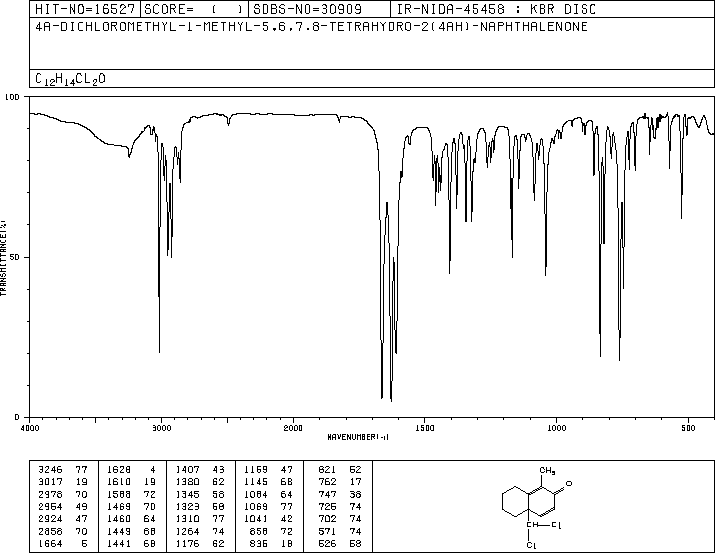 HIT-NO=16527 SCORE= ( ) SDBS-NO=30909 IR-NIDA-45458 : KBR DISC
4A-DICHLOROMETHYL-1-METHYL-5,6,7,8-TETRAHYDRO-2(4AH)-NAPHTHALENONE
C12H14CL2O
100
50
0
TRANSMITTANCE(%)
4000 3000 2000 1500 1000 500
WAVENUMBER(-1)
3246 77 1628 4 1407 43 1159 47 821 52
3017 19 1610 19 1380 62 1145 68 762 17
2978 70 1588 72 1345 58 1084 64 747 38
2954 49 1469 70 1323 58 1069 77 725 74
2924 47 1460 64 1310 77 1041 42 702 74
2858 70 1449 68 1264 74 858 72 571 74
1664 5 1441 68 1176 62 835 18 526 58
CH3
O
CH
Cl
Cl